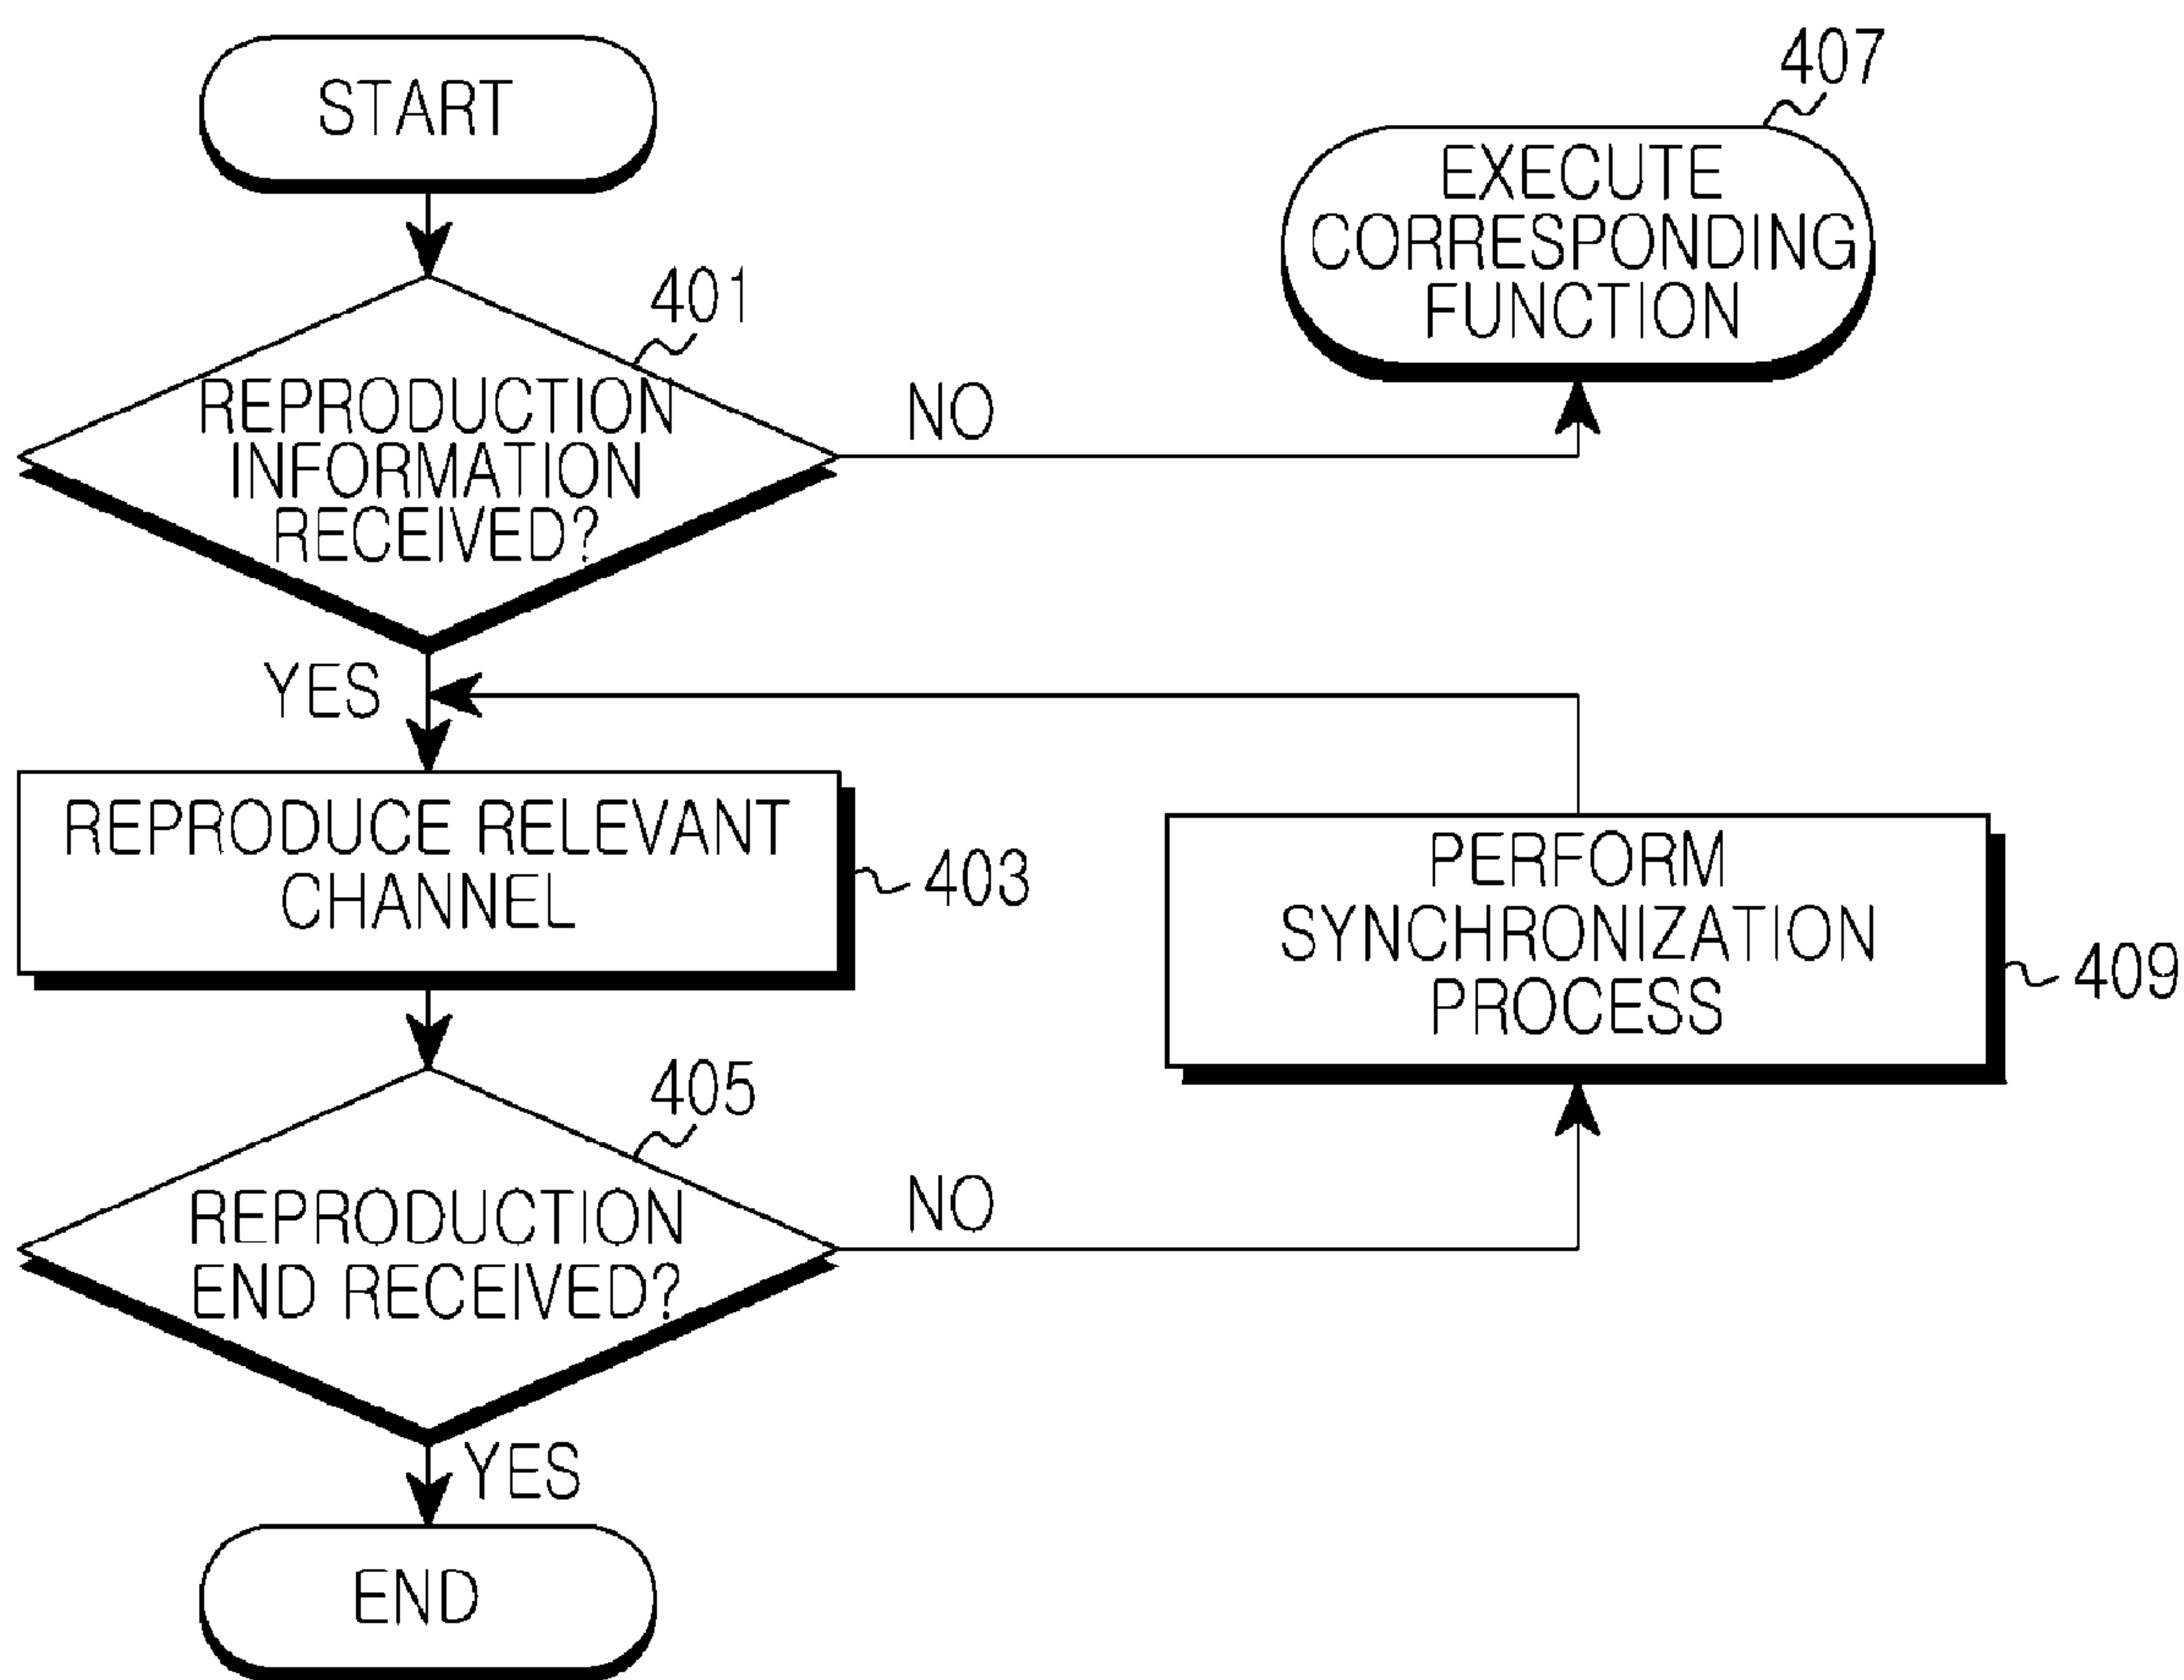 START
401
REPRODUCTION
INFORMATION
RECEIVED?
NO
407
EXECUTE
CORRESPONDING
FUNCTION
YES
REPRODUCE RELEVANT
CHANNEL
403
PERFORM
SYNCHRONIZATION
PROCESS
409
405
REPRODUCTION
END RECEIVED?
NO
YES
END